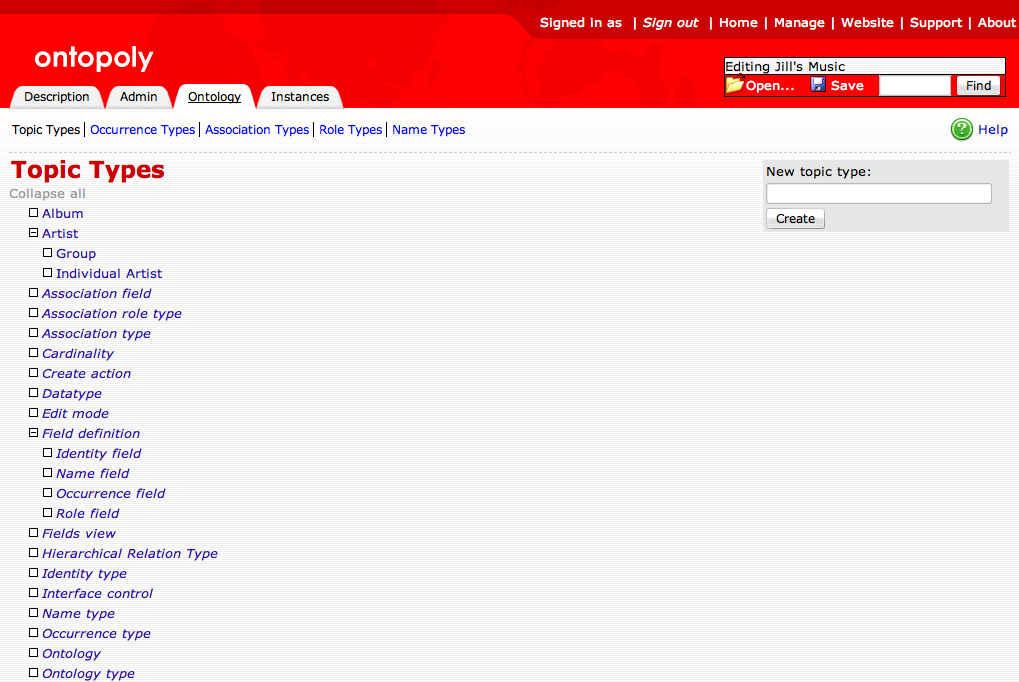 Signed in as | Sign out | Home | Manage | Website | Support | About
ontopoly
Editing Jill's Music
Open... Save Find
Description Admin Ontology Instances
Topic Types | Occurrence Types | Association Types | Role Types | Name Types
Help
Topic Types
Collapse all
New topic type:
Create
Album
Artist
Group
Individual Artist
Association field
Association role type
Association type
Cardinality
Create action
Datatype
Edit mode
Field definition
Identity field
Name field
Occurrence field
Role field
Fields view
Hierarchical Relation Type
Identity type
Interface control
Name type
Occurrence type
Ontology
Ontology type